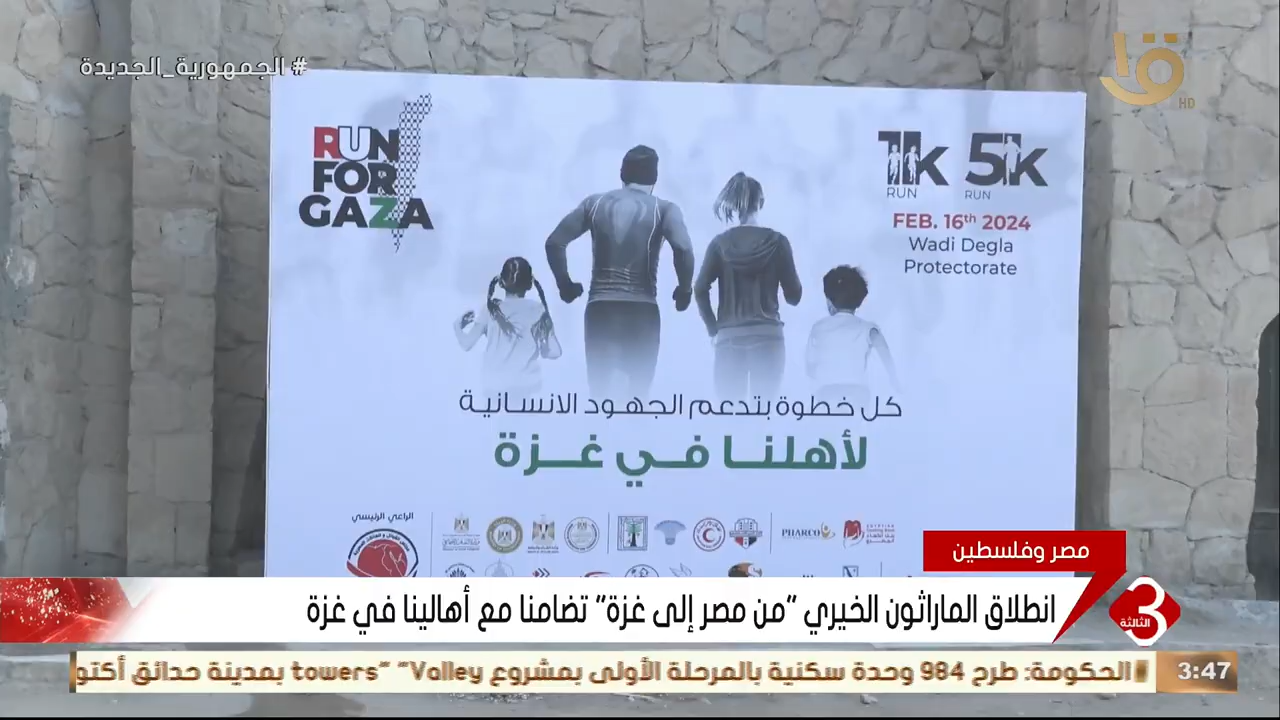 #الجمهورية_الجديدة
HD
RUN
FOR
GAZA
1k 5k
RUN RUN
FEB. 16th 2024
Wadi Degla
Protectorate
كل خطوة بتدعم الجهود الانسانية
لأهلنا في غزة
الراعي الرئيسي
PHARCO
مصر وفلسطين
انطلاق الماراثون الخيري "من مصر إلى غزة" تضامنا مع أهالينا في غزة
3 الثالثة
الحكومة: طرح 984 وحدة سكنية بالمرحلة الأولى بمشروع "Valley" "towers بمدينة حدائق أكتو
3:47